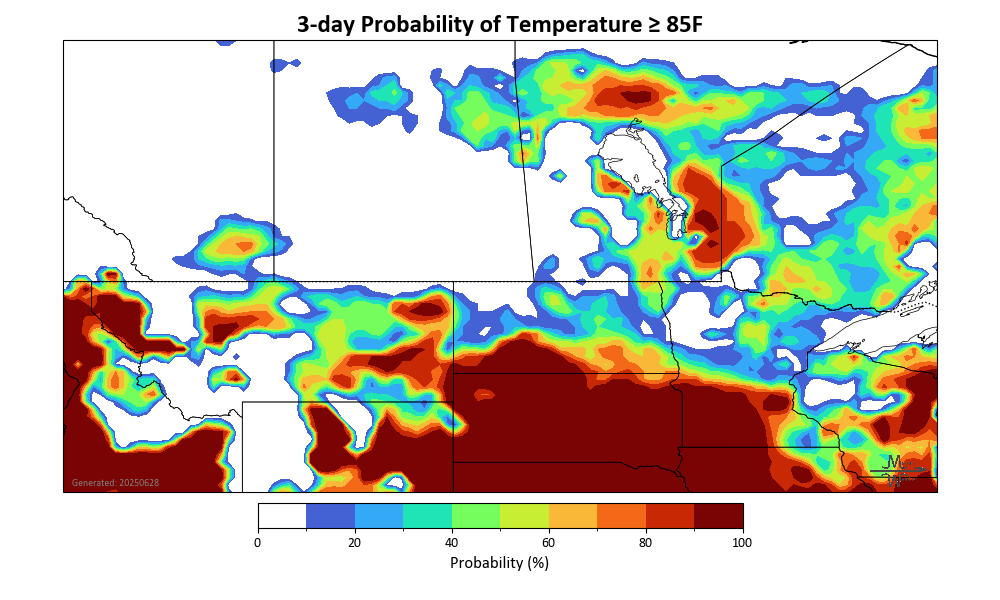 3-day Probability of Temperature ≥ 85F
Generated: 20250628
0 20 40 60 80 100
Probability (%)